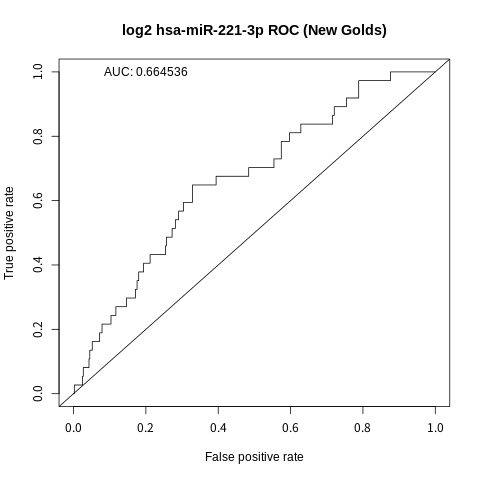 log2 hsa-miR-221-3p ROC (New Golds)
AUC: 0.664536
True positive rate
1.0
0.8
0.6
0.4
0.2
0.0
0.0 0.2 0.4 0.6 0.8 1.0
False positive rate